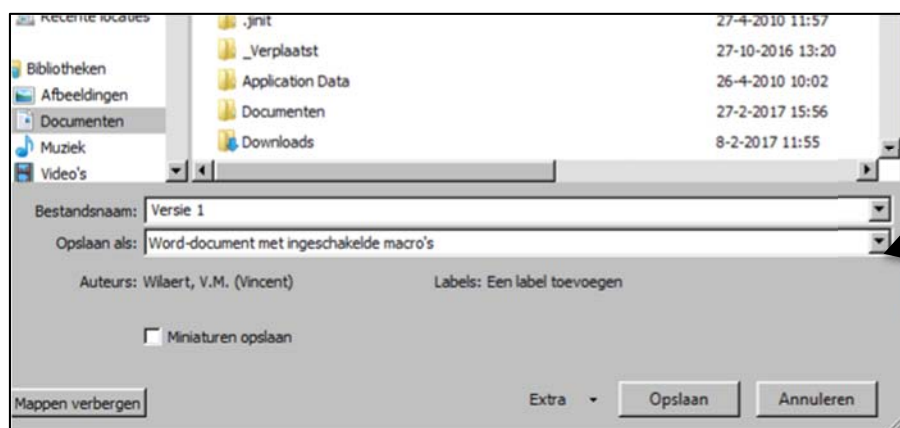 Recente locaties
.jinit 27-4-2010 11:57
_Verplaatst 27-10-2016 13:20
Bibliotheken
Application Data 26-4-2010 10:02
Afbeeldingen
Documenten 27-2-2017 15:56
Documenten
Downloads 8-2-2017 11:55
Muziek
Video's
Bestandsnaam: Versie 1
Opslaan als: Word-document met ingeschakelde macro's
Auteurs: Wilaert, V.M. (Vincent) Labels: Een label toevoegen
Miniaturen opslaan
Mappen verbergen Extra Opslaan Annuleren